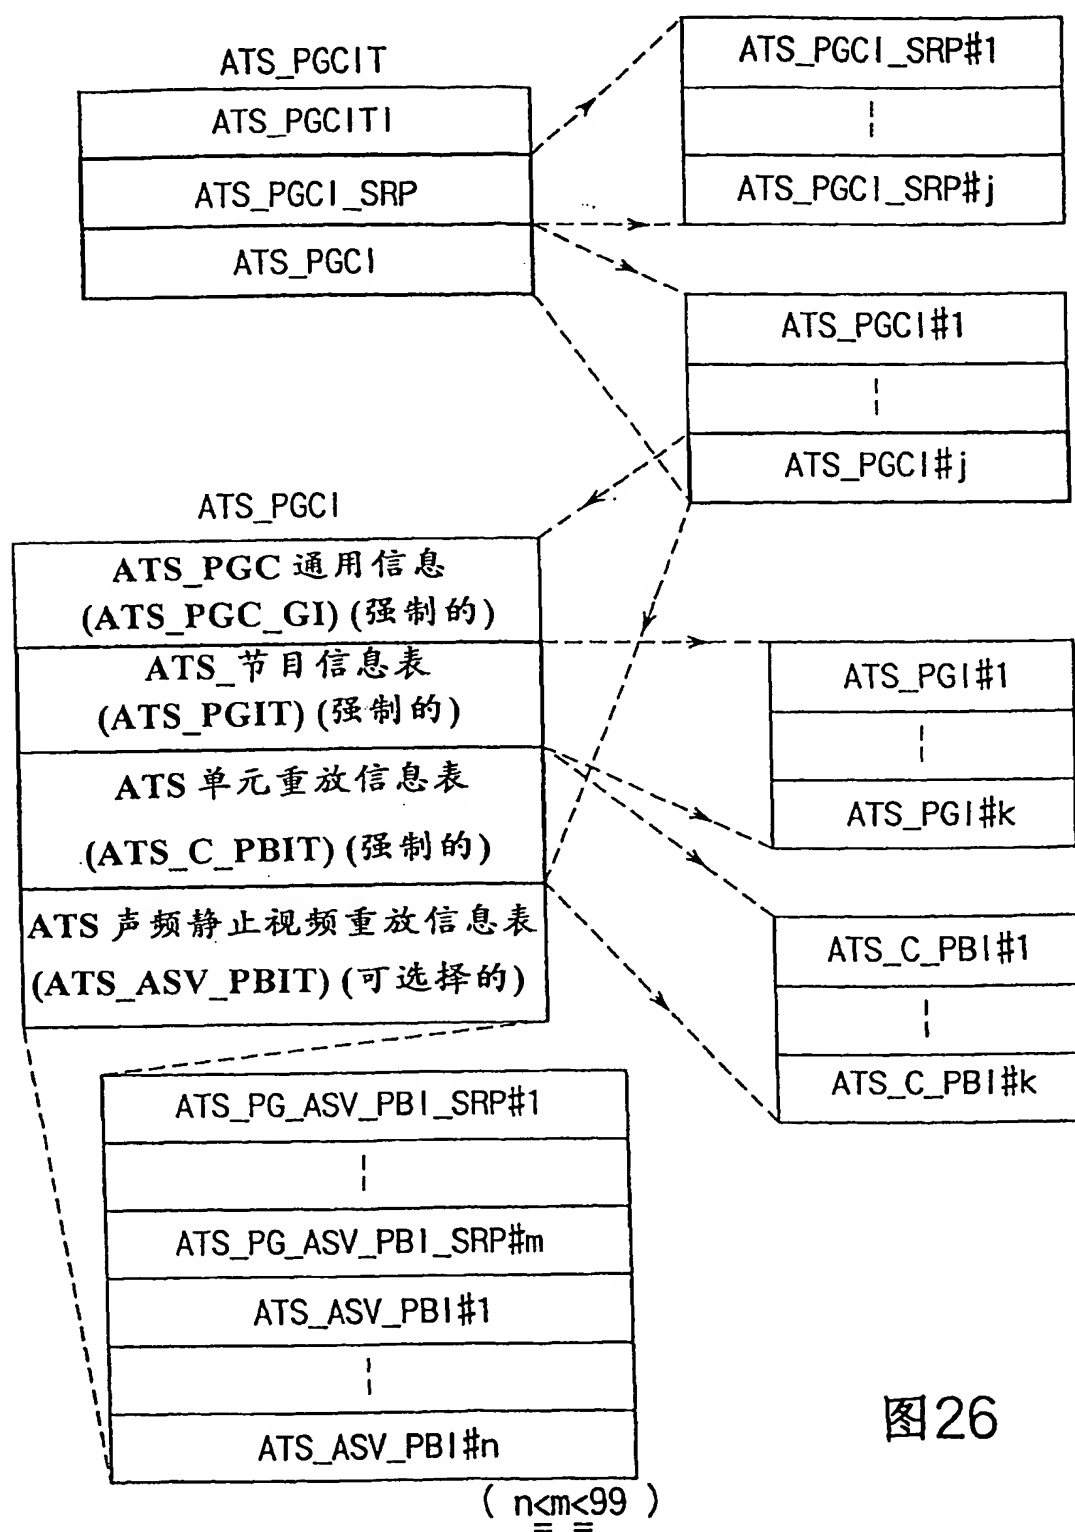 ATS_PGCIT
ATS_PGCITI
ATS_PGCI_SRP
ATS_PGCI
ATS_PGCI_SRP#1
ATS_PGCI_SRP#j
ATS_PGCI#1
ATS_PGCI#j
ATS_PGCI
ATS_PGC 通用信息
(ATS_PGC_GI) (强制的)
ATS_节目信息表
(ATS_PGIT) (强制的)
ATS 单元重放信息表
(ATS_C_PBIT) (强制的)
ATS 声频静止视频重放信息表
(ATS_ASV_PBIT) (可选择的)
ATS_PGI#1
ATS_PGI#k
ATS_C_PBI#1
ATS_C_PBI#k
ATS_PG_ASV_PBI_SRP#1
ATS_PG_ASV_PBI_SRP#m
ATS_ASV_PBI#1
ATS_ASV_PBI#n
( n≦m≦99 )
图26